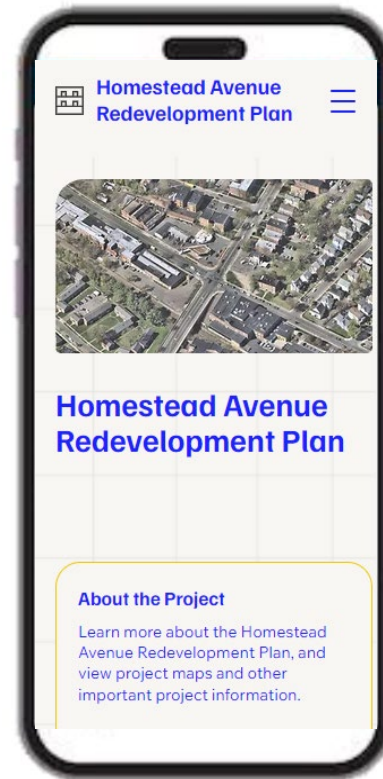 Homestead Avenue
Redevelopment Plan
Homestead Avenue
Redevelopment Plan
About the Project
Learn more about the Homestead
Avenue Redevelopment Plan, and
view project maps and other
important project information.